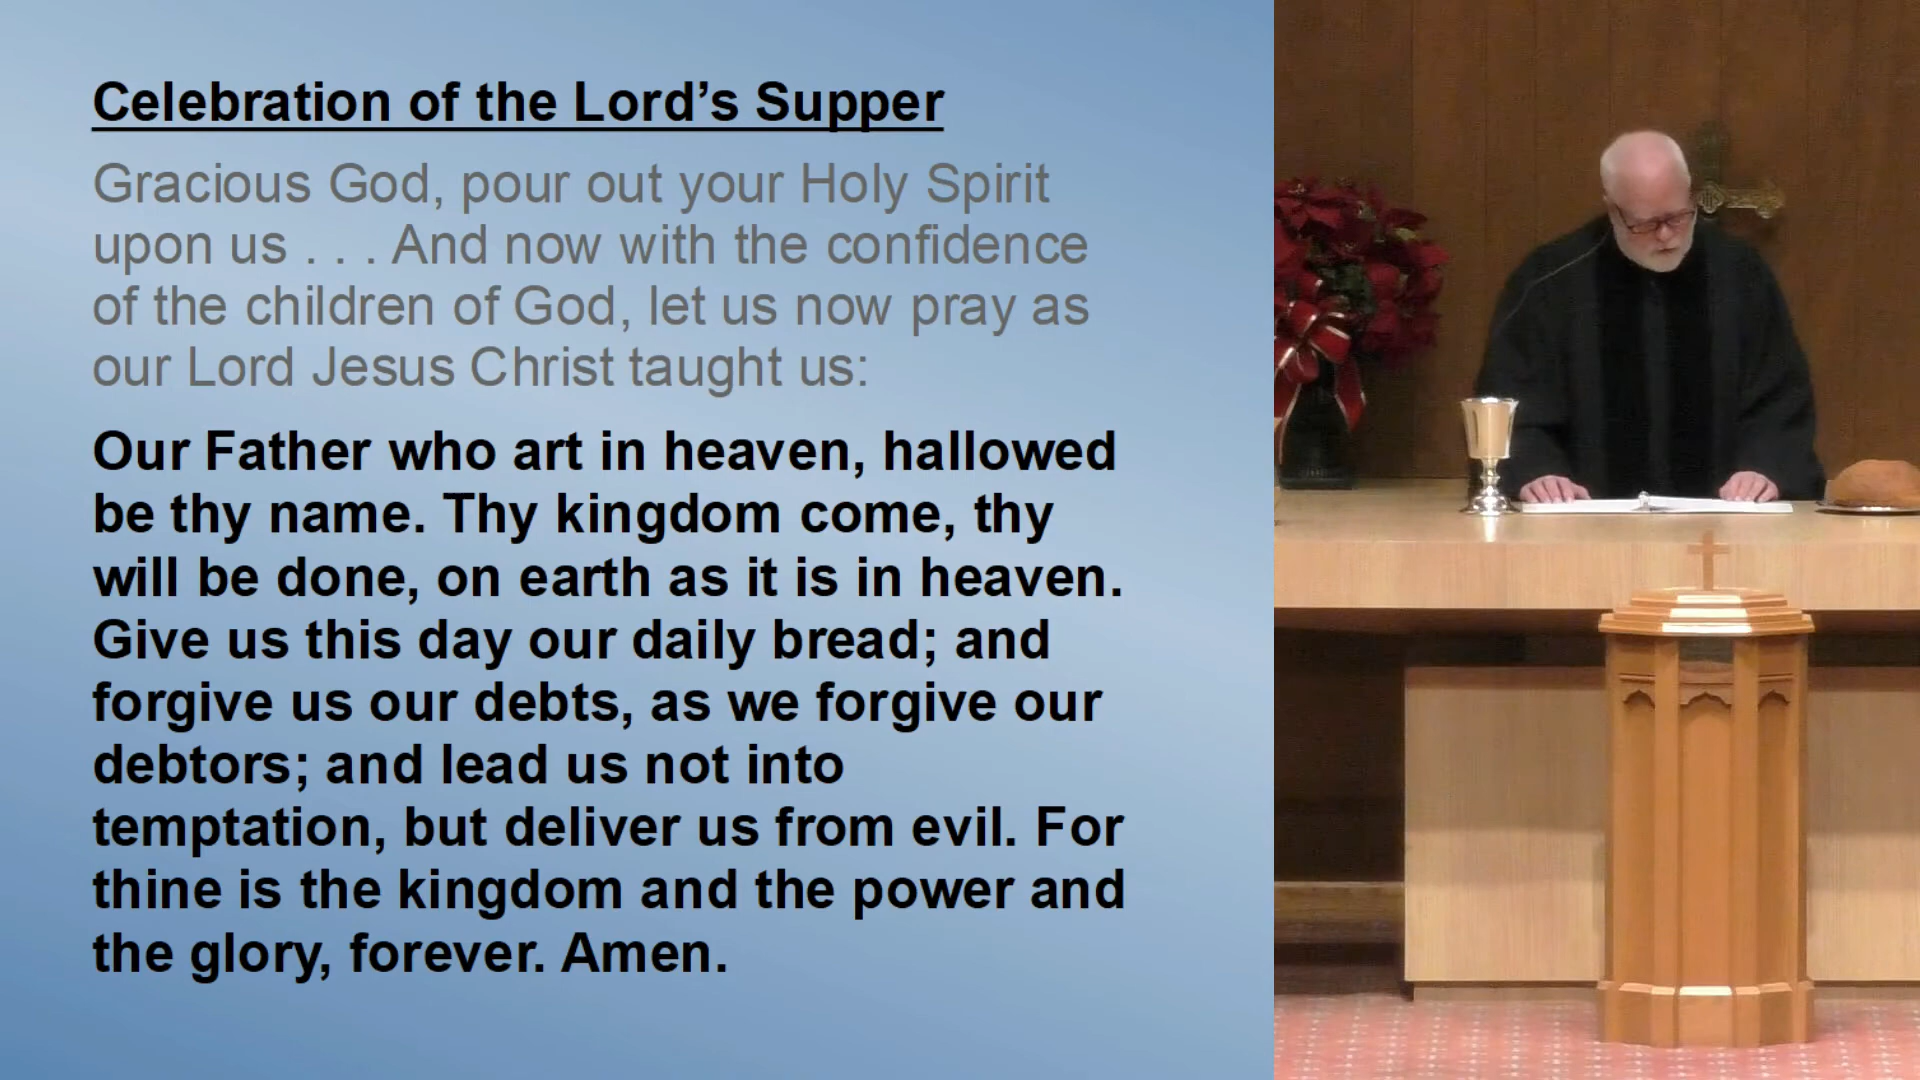 Celebration of the Lord’s Supper
Gracious God, pour out your Holy Spirit
upon us . . . And now with the confidence
of the children of God, let us now pray as
our Lord Jesus Christ taught us:
Our Father who art in heaven, hallowed
be thy name. Thy kingdom come, thy
will be done, on earth as it is in heaven.
Give us this day our daily bread; and
forgive us our debts, as we forgive our
debtors; and lead us not into
temptation, but deliver us from evil. For
thine is the kingdom and the power and
the glory, forever. Amen.